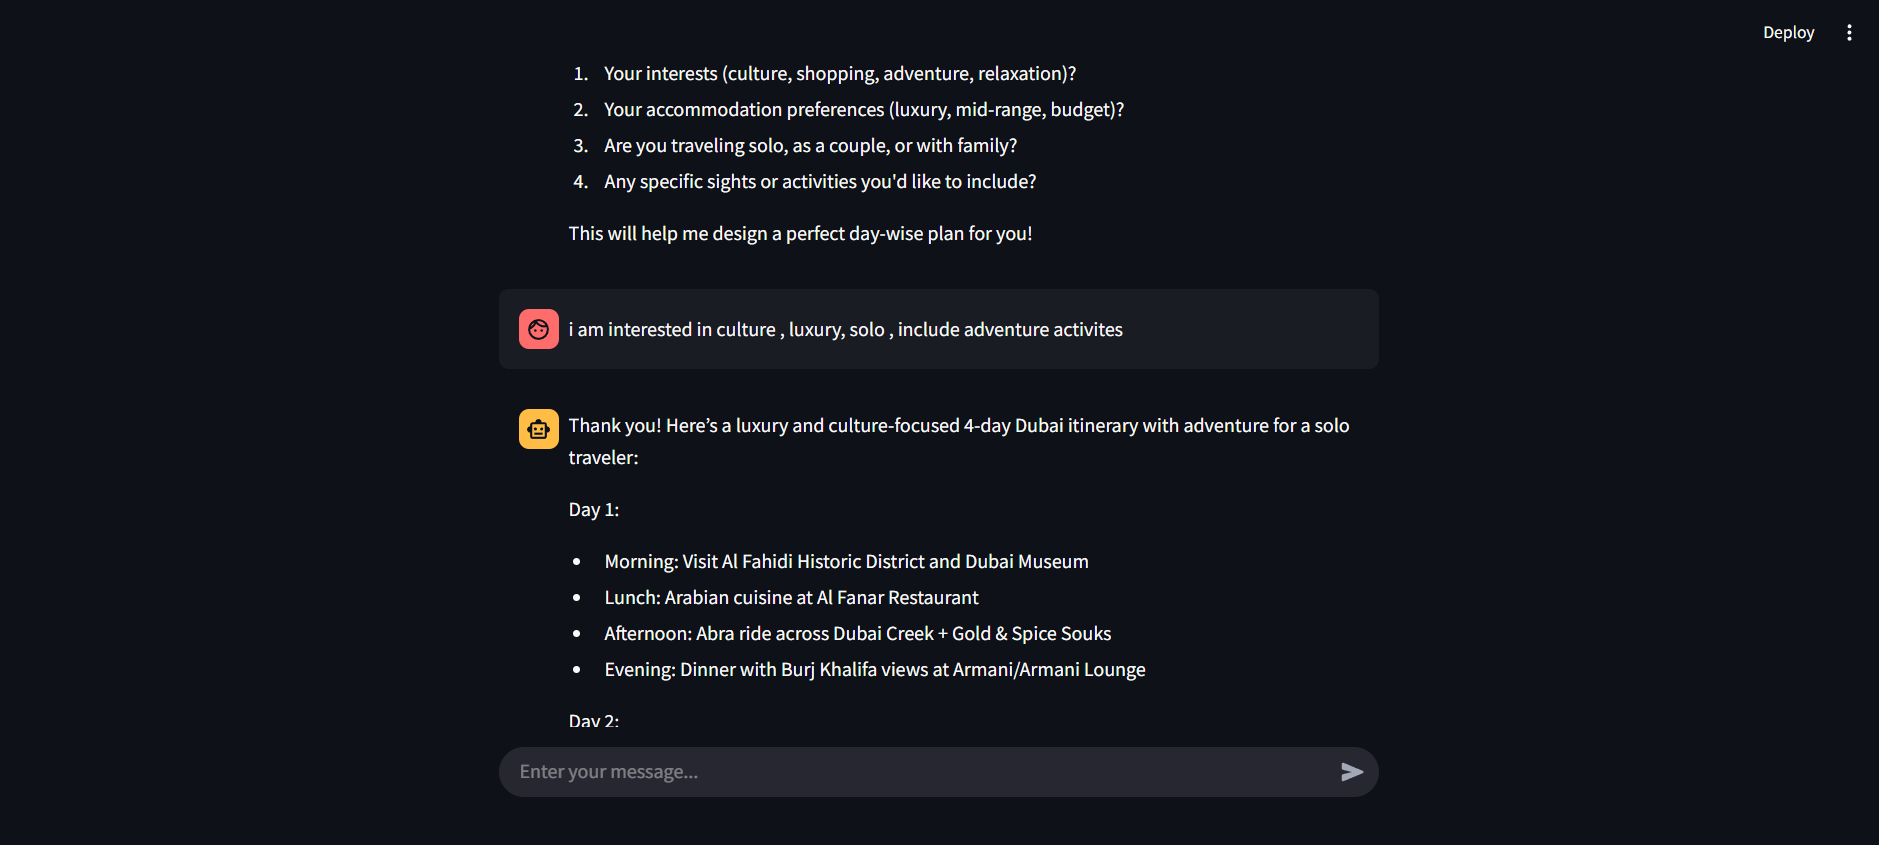 Deploy
1. Your interests (culture, shopping, adventure, relaxation)?
2. Your accommodation preferences (luxury, mid-range, budget)?
3. Are you traveling solo, as a couple, or with family?
4. Any specific sights or activities you'd like to include?
This will help me design a perfect day-wise plan for you!
i am interested in culture , luxury, solo , include adventure activites
Thank you! Here’s a luxury and culture-focused 4-day Dubai itinerary with adventure for a solo
traveler:
Day 1:
• Morning: Visit Al Fahidi Historic District and Dubai Museum
• Lunch: Arabian cuisine at Al Fanar Restaurant
• Afternoon: Abra ride across Dubai Creek + Gold & Spice Souks
• Evening: Dinner with Burj Khalifa views at Armani/Armani Lounge
Day 2:
Enter your message...